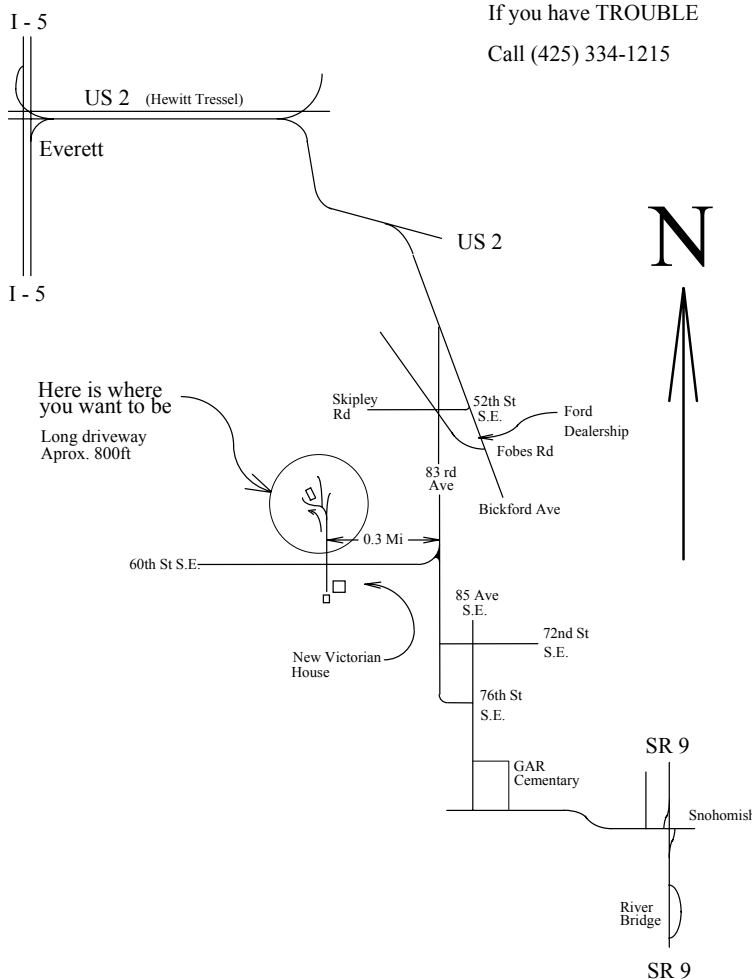 If you have TROUBLE
Call (425) 334-1215
I - 5
US 2 (Hewitt Tressel)
Everett
N
US 2
I - 5
Here is where
you want to be
Long driveway
Aprox. 800ft
Skipley
Rd
52th St
S.E.
Ford
Dealership
Fobes Rd
83 rd
Ave
Bickford Ave
0.3 Mi
60th St S.E.
85 Ave
S.E.
72nd St
S.E.
New Victorian
House
76th St
S.E.
SR 9
GAR
Cementary
Snohomish
River
Bridge
SR 9